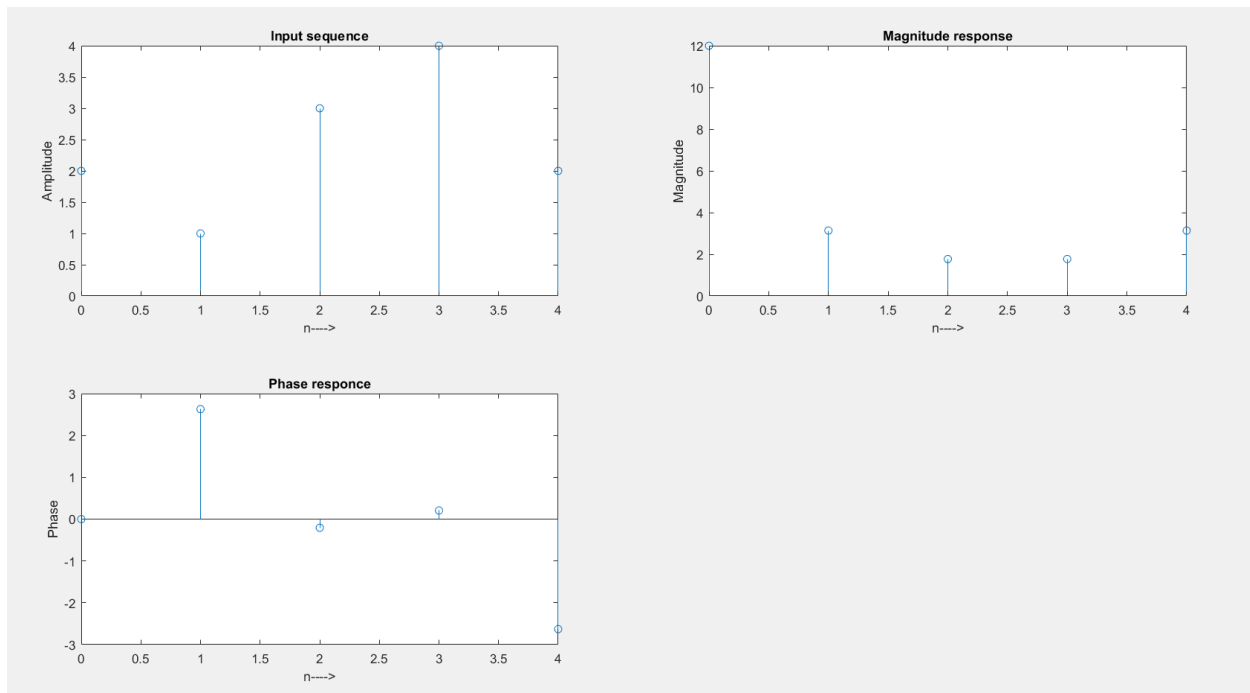 Input sequence
Amplitude
4
3.5
3
2.5
2
1.5
1
0.5
0
0 0.5 1 1.5 2 2.5 3 3.5 4
n---->
Magnitude response
Magnitude
12
10
8
6
4
2
0
0 0.5 1 1.5 2 2.5 3 3.5 4
n---->
Phase responce
Phase
3
2
1
0
-1
-2
-3
0 0.5 1 1.5 2 2.5 3 3.5 4
n---->